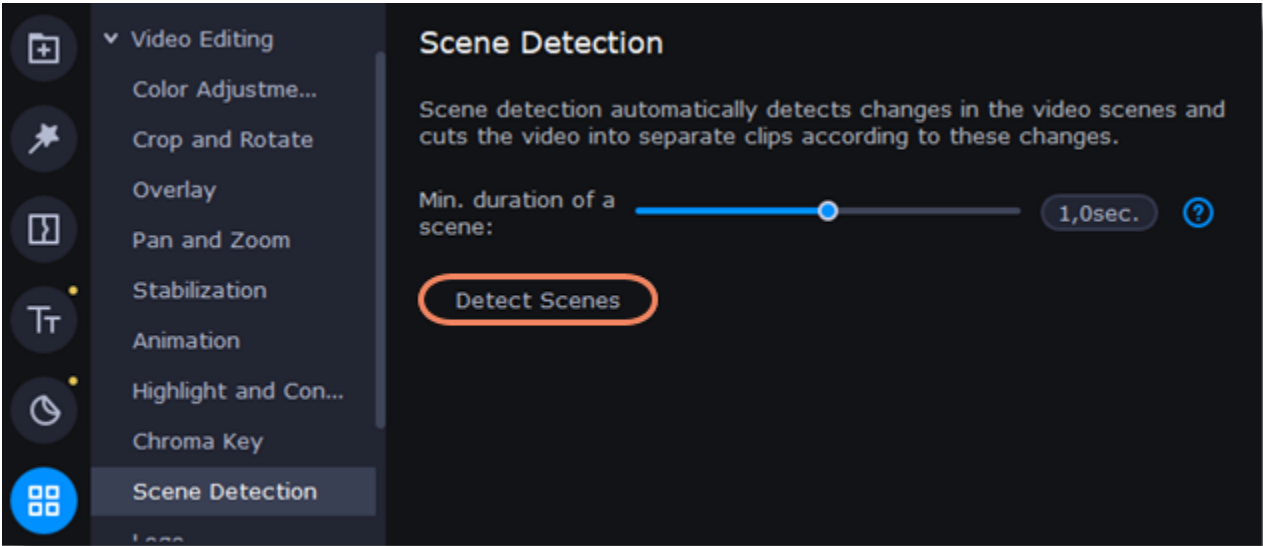 Video Editing
Color Adjustme...
Crop and Rotate
Overlay
Pan and Zoom
Stabilization
Animation
Highlight and Con...
Chroma Key
Scene Detection
Scene Detection
Scene detection automatically detects changes in the video scenes and
cuts the video into separate clips according to these changes.
Min. duration of a
scene:
1,0sec.
?
Detect Scenes
Tт